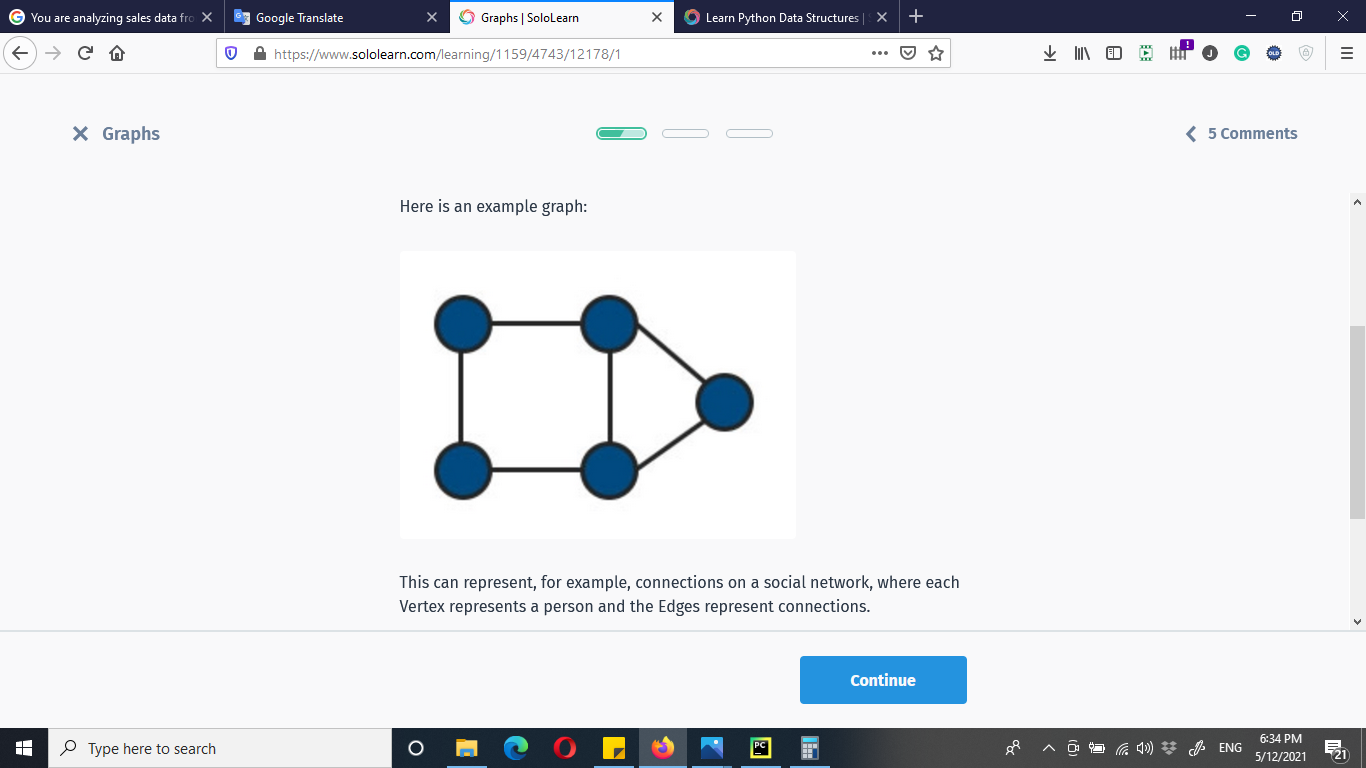 You are analyzing sales data fro
Google Translate
Graphs | SoloLearn
Learn Python Data Structures |
https://www.sololearn.com/learning/1159/4743/12178/1
Graphs
5 Comments
Here is an example graph:
This can represent, for example, connections on a social network, where each
Vertex represents a person and the Edges represent connections.
Continue
Type here to search
PC
ENG
6:34 PM
5/12/2021
21